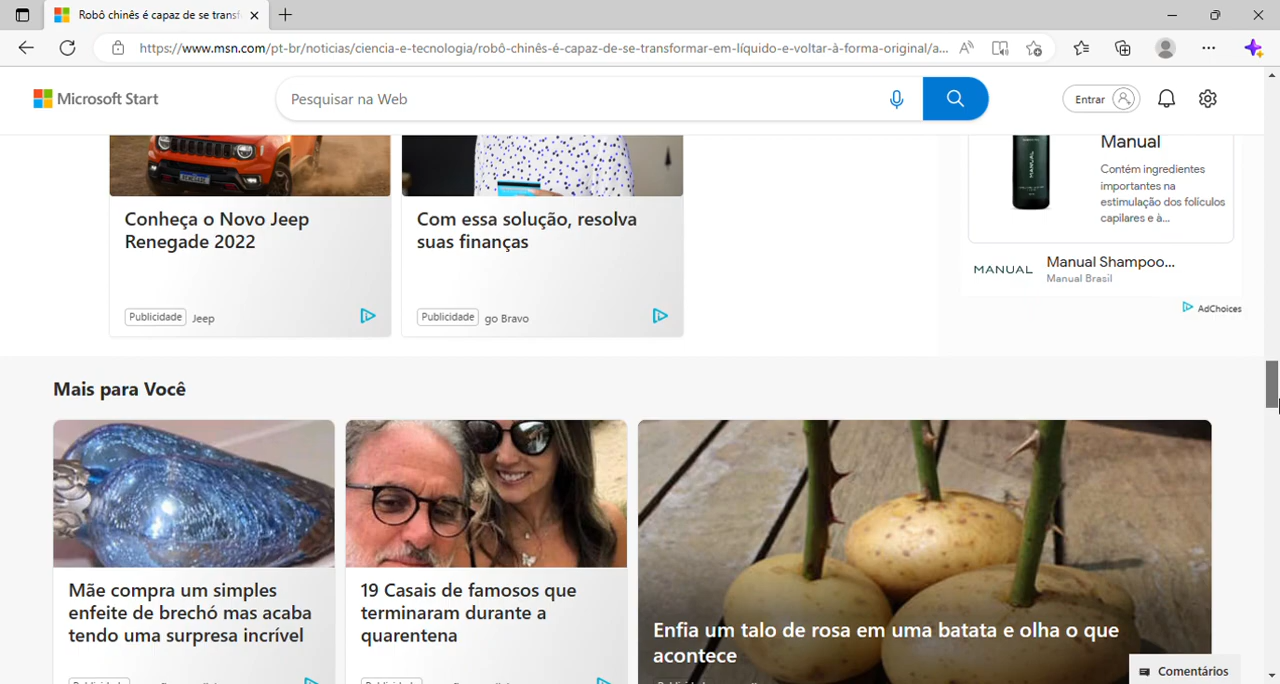 Robô chinês é capaz de se transf
https://www.msn.com/pt-br/noticias/ciencia-e-tecnologia/robô-chinês-é-capaz-de-se-transformar-em-líquido-e-voltar-à-forma-original/a...
Microsoft Start
Pesquisar na Web
Entrar
Conheça o Novo Jeep
Renegade 2022
Publicidade Jeep
Com essa solução, resolva
suas finanças
Publicidade go Bravo
MANUAL
Manual
Contém ingredientes
importantes na
estimulação dos folículos
capilares e à...
MANUAL
Manual Shampoo...
Manual Brasil
AdChoices
Mais para Você
Mãe compra um simples
enfeite de brechó mas acaba
tendo uma surpresa incrível
19 Casais de famosos que
terminaram durante a
quarentena
Enfia um talo de rosa em uma batata e olha o que
acontece
Comentários